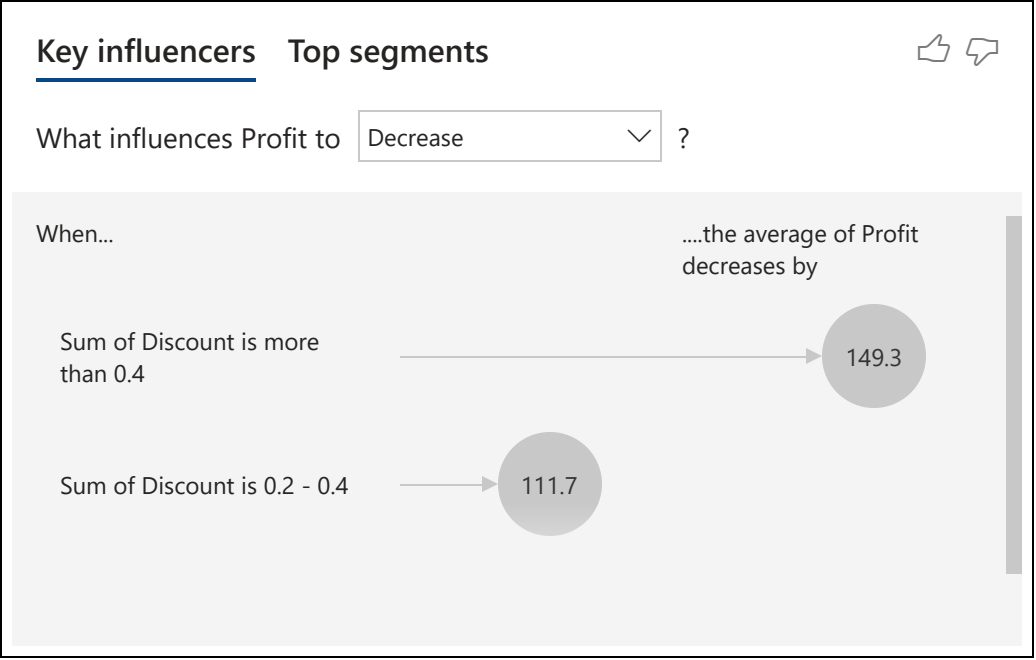 Key influencers Top segments
What influences Profit to Decrease ?
When... ....the average of Profit
decreases by
Sum of Discount is more
than 0.4
149.3
Sum of Discount is 0.2 - 0.4 111.7